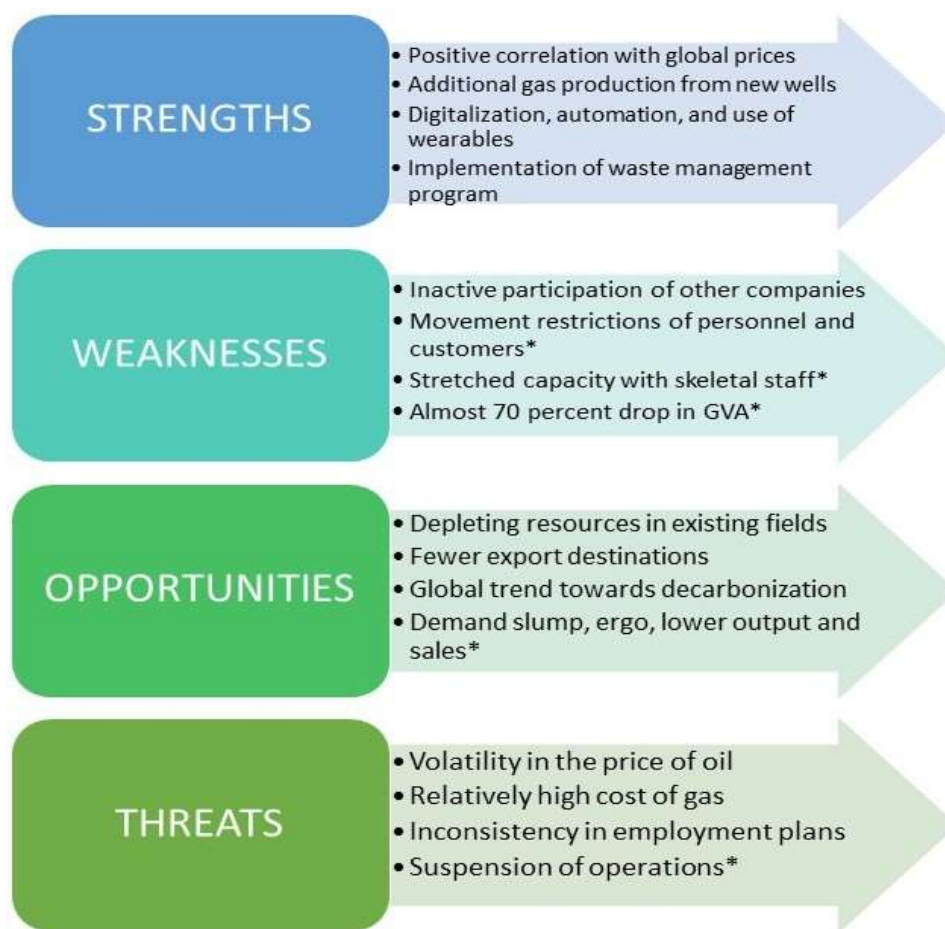 STRENGTHS
• Positive correlation with global prices
• Additional gas production from new wells
• Digitalization, automation, and use of
wearables
• Implementation of waste management
program
WEAKNESSES
• Inactive participation of other companies
• Movement restrictions of personnel and
customers*
• Stretched capacity with skeletal staff*
• Almost 70 percent drop in GVA*
OPPORTUNITIES
• Depleting resources in existing fields
• Fewer export destinations
• Global trend towards decarbonization
• Demand slump, ergo, lower output and
sales*
THREATS
• Volatility in the price of oil
• Relatively high cost of gas
• Inconsistency in employment plans
• Suspension of operations*